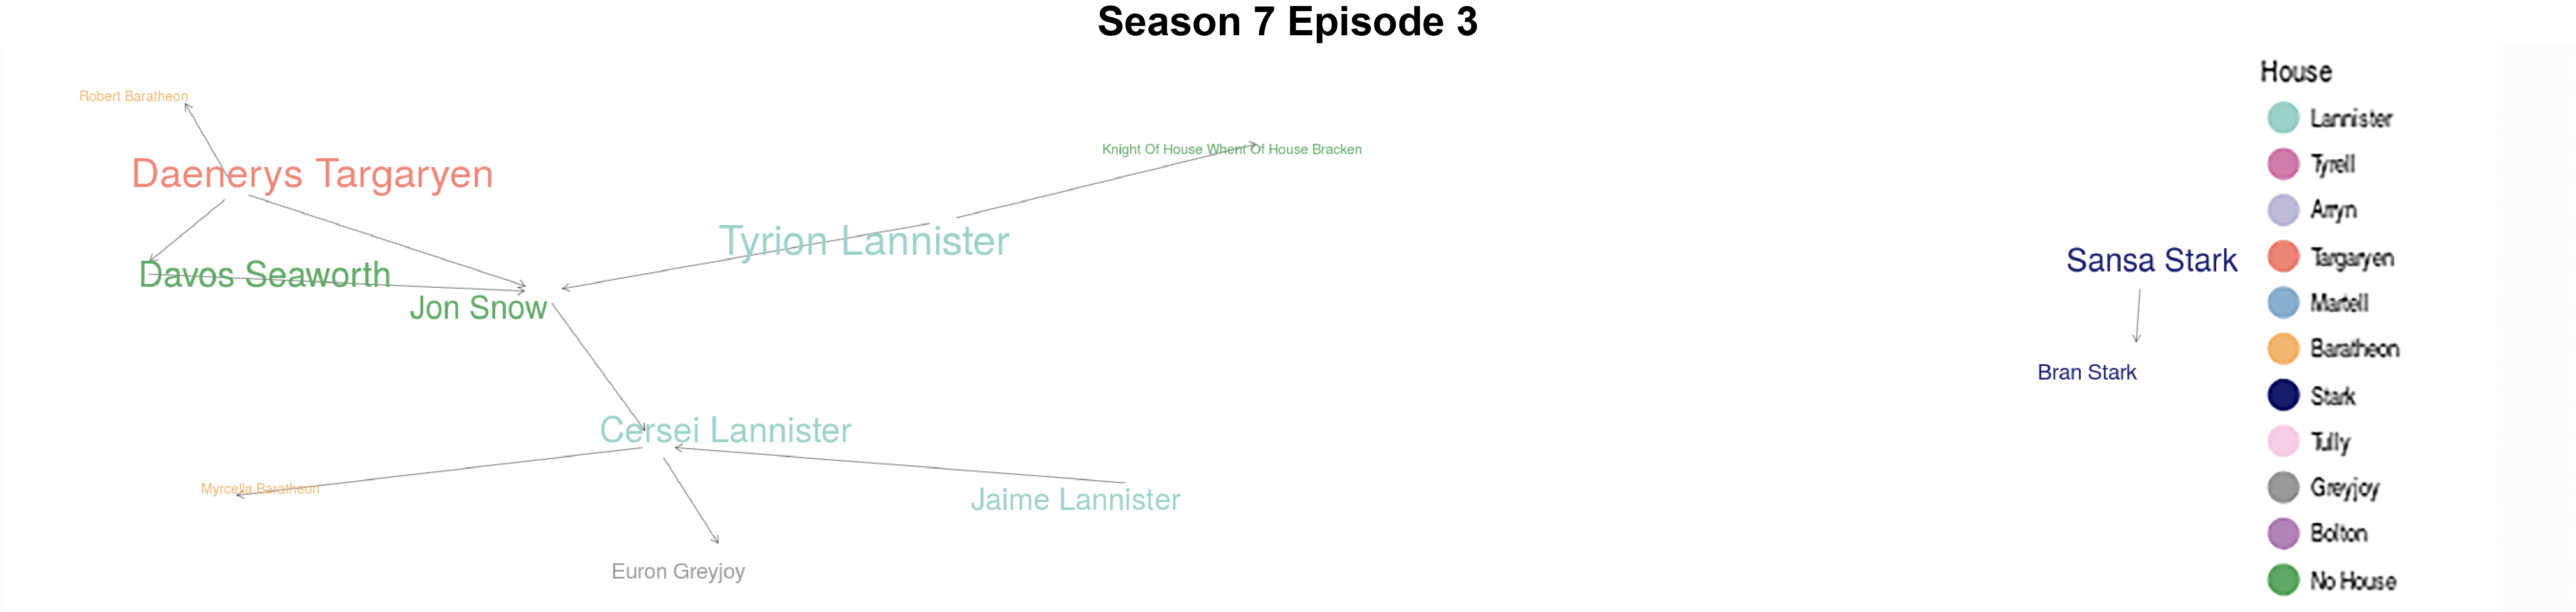 Season 7 Episode 3
Robert Baratheon
Daenerys Targaryen
Knight Of House Whent Of House Bracken
Tyrion Lannister
Davos Seaworth
Jon Snow
Sansa Stark
Bran Stark
Cersei Lannister
Myrcella Baratheon
Jaime Lannister
Euron Greyjoy
House
Lannister
Tyrell
Arryn
Targaryen
Martell
Baratheon
Stark
Tully
Greyjoy
Bolton
No House